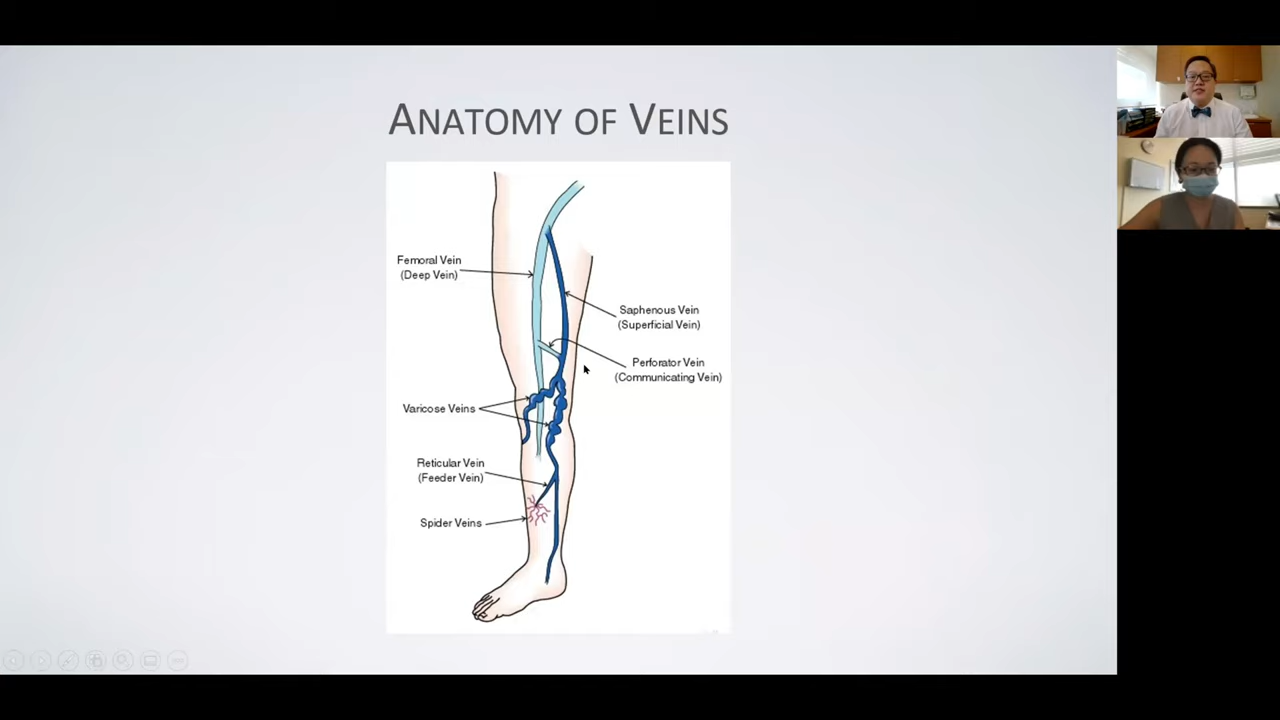 ANATOMY OF VEINS
Femoral Vein
(Deep Vein)
Saphenous Vein
(Superficial Vein)
Perforator Vein
(Communicating Vein)
Varicose Veins
Reticular Vein
(Feeder Vein)
Spider Veins